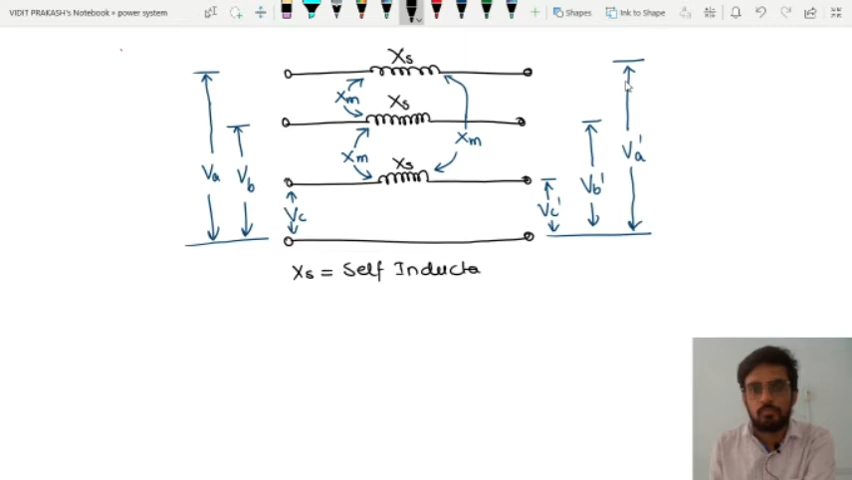 VIDIT PRAKASH's Notebook » power system
Shapes
Ink to Shape
Xs
Xm
Xs
Xm
Xm
Xs
Va
Vb
Vc
Va'
Vb'
Vc'
Xs = Self Inducta